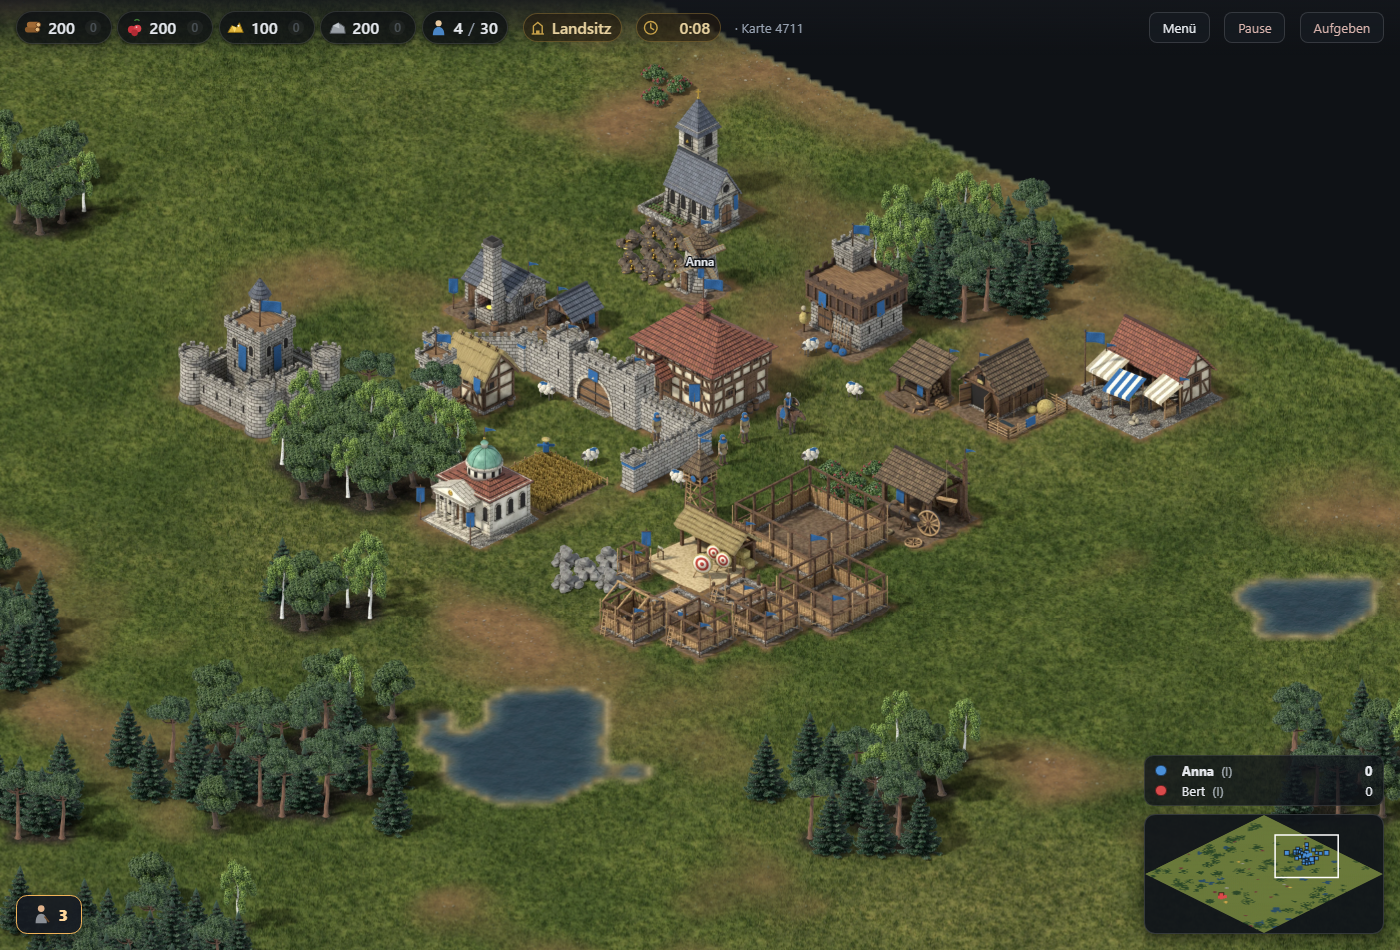 200 0 200 0 100 0 200 0 4 / 30 Landsitz 0:08 · Karte 4711 Menü Pause Aufgeben
Anna
Anna (I) 0
Bert (I) 0
3